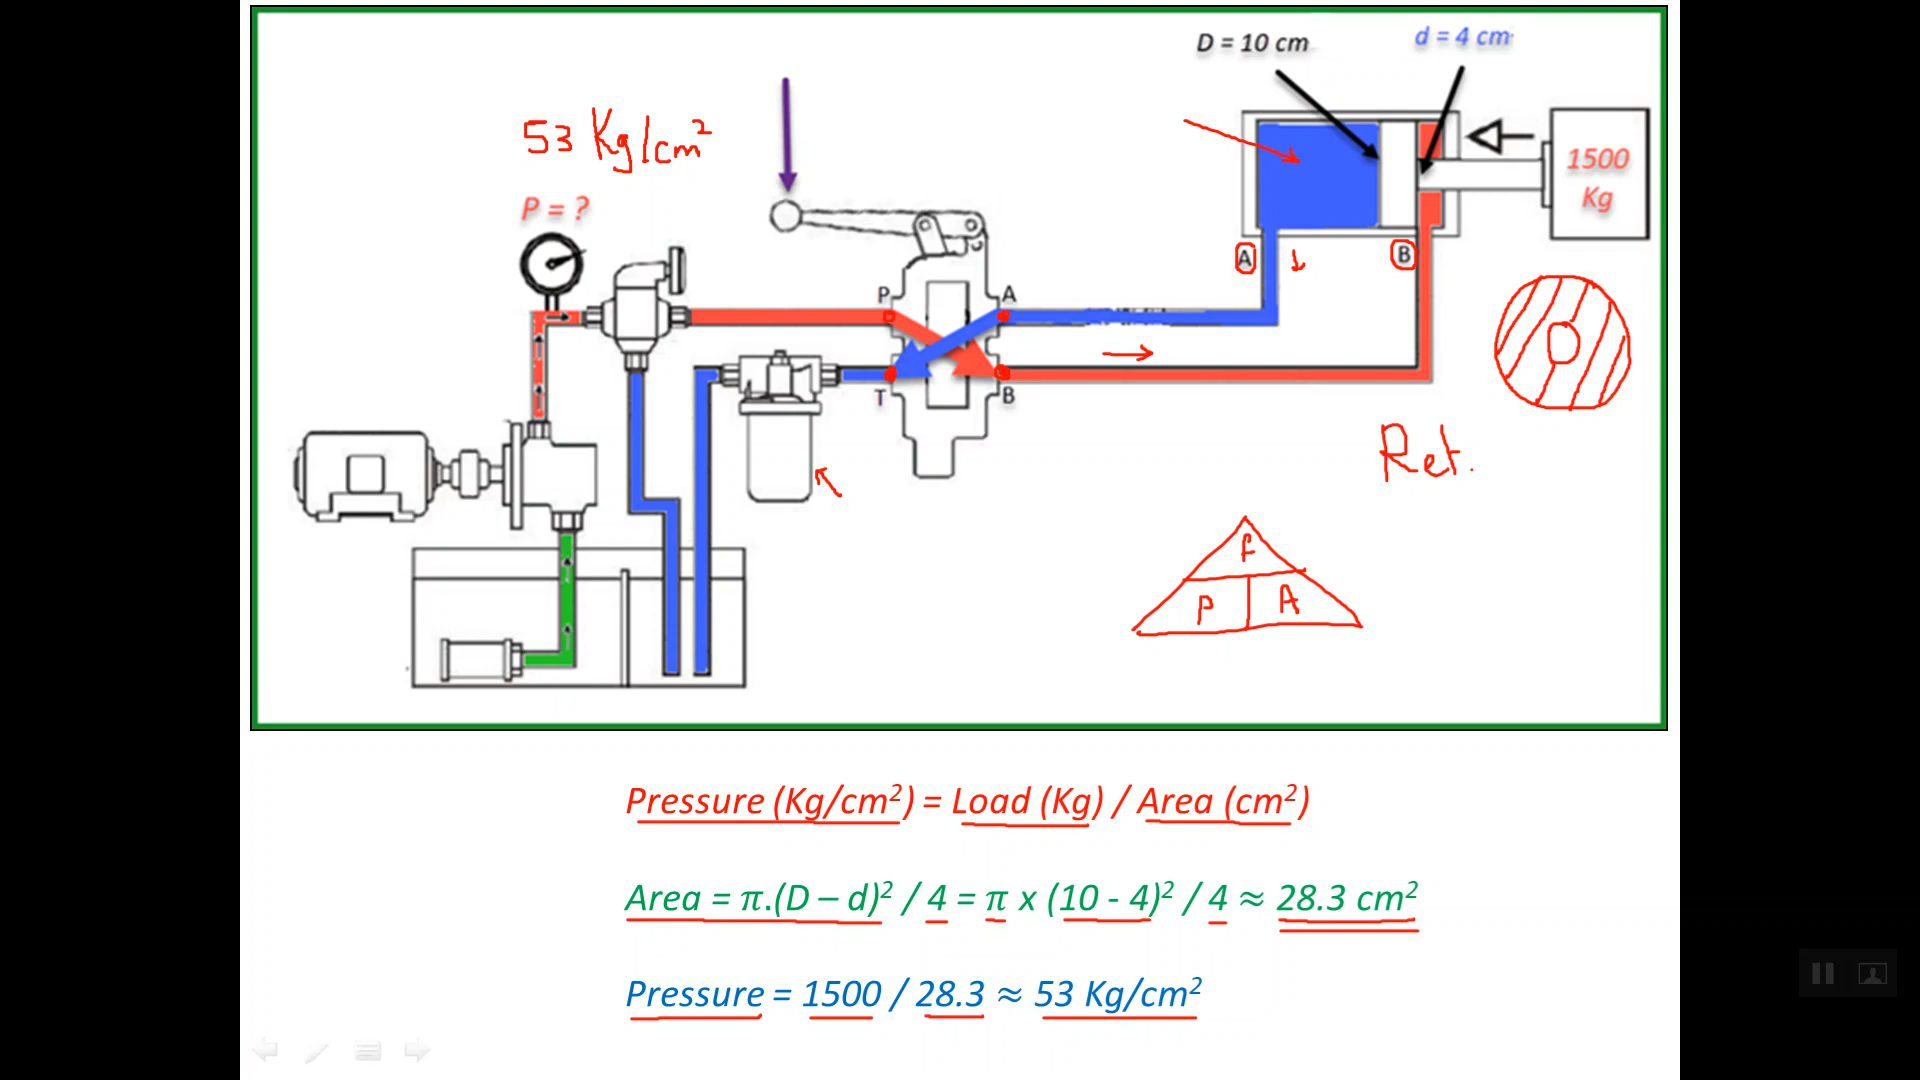 D = 10 cm
d = 4 cm
53 Kg/cm²
P = ?
1500
Kg
A
B
P
A
T
B
Ret.
F
P
A
Pressure (Kg/cm²) = Load (Kg) / Area (cm²)
Area = π.(D – d)² / 4 = π x (10 - 4)² / 4 ≈ 28.3 cm²
Pressure = 1500 / 28.3 ≈ 53 Kg/cm²